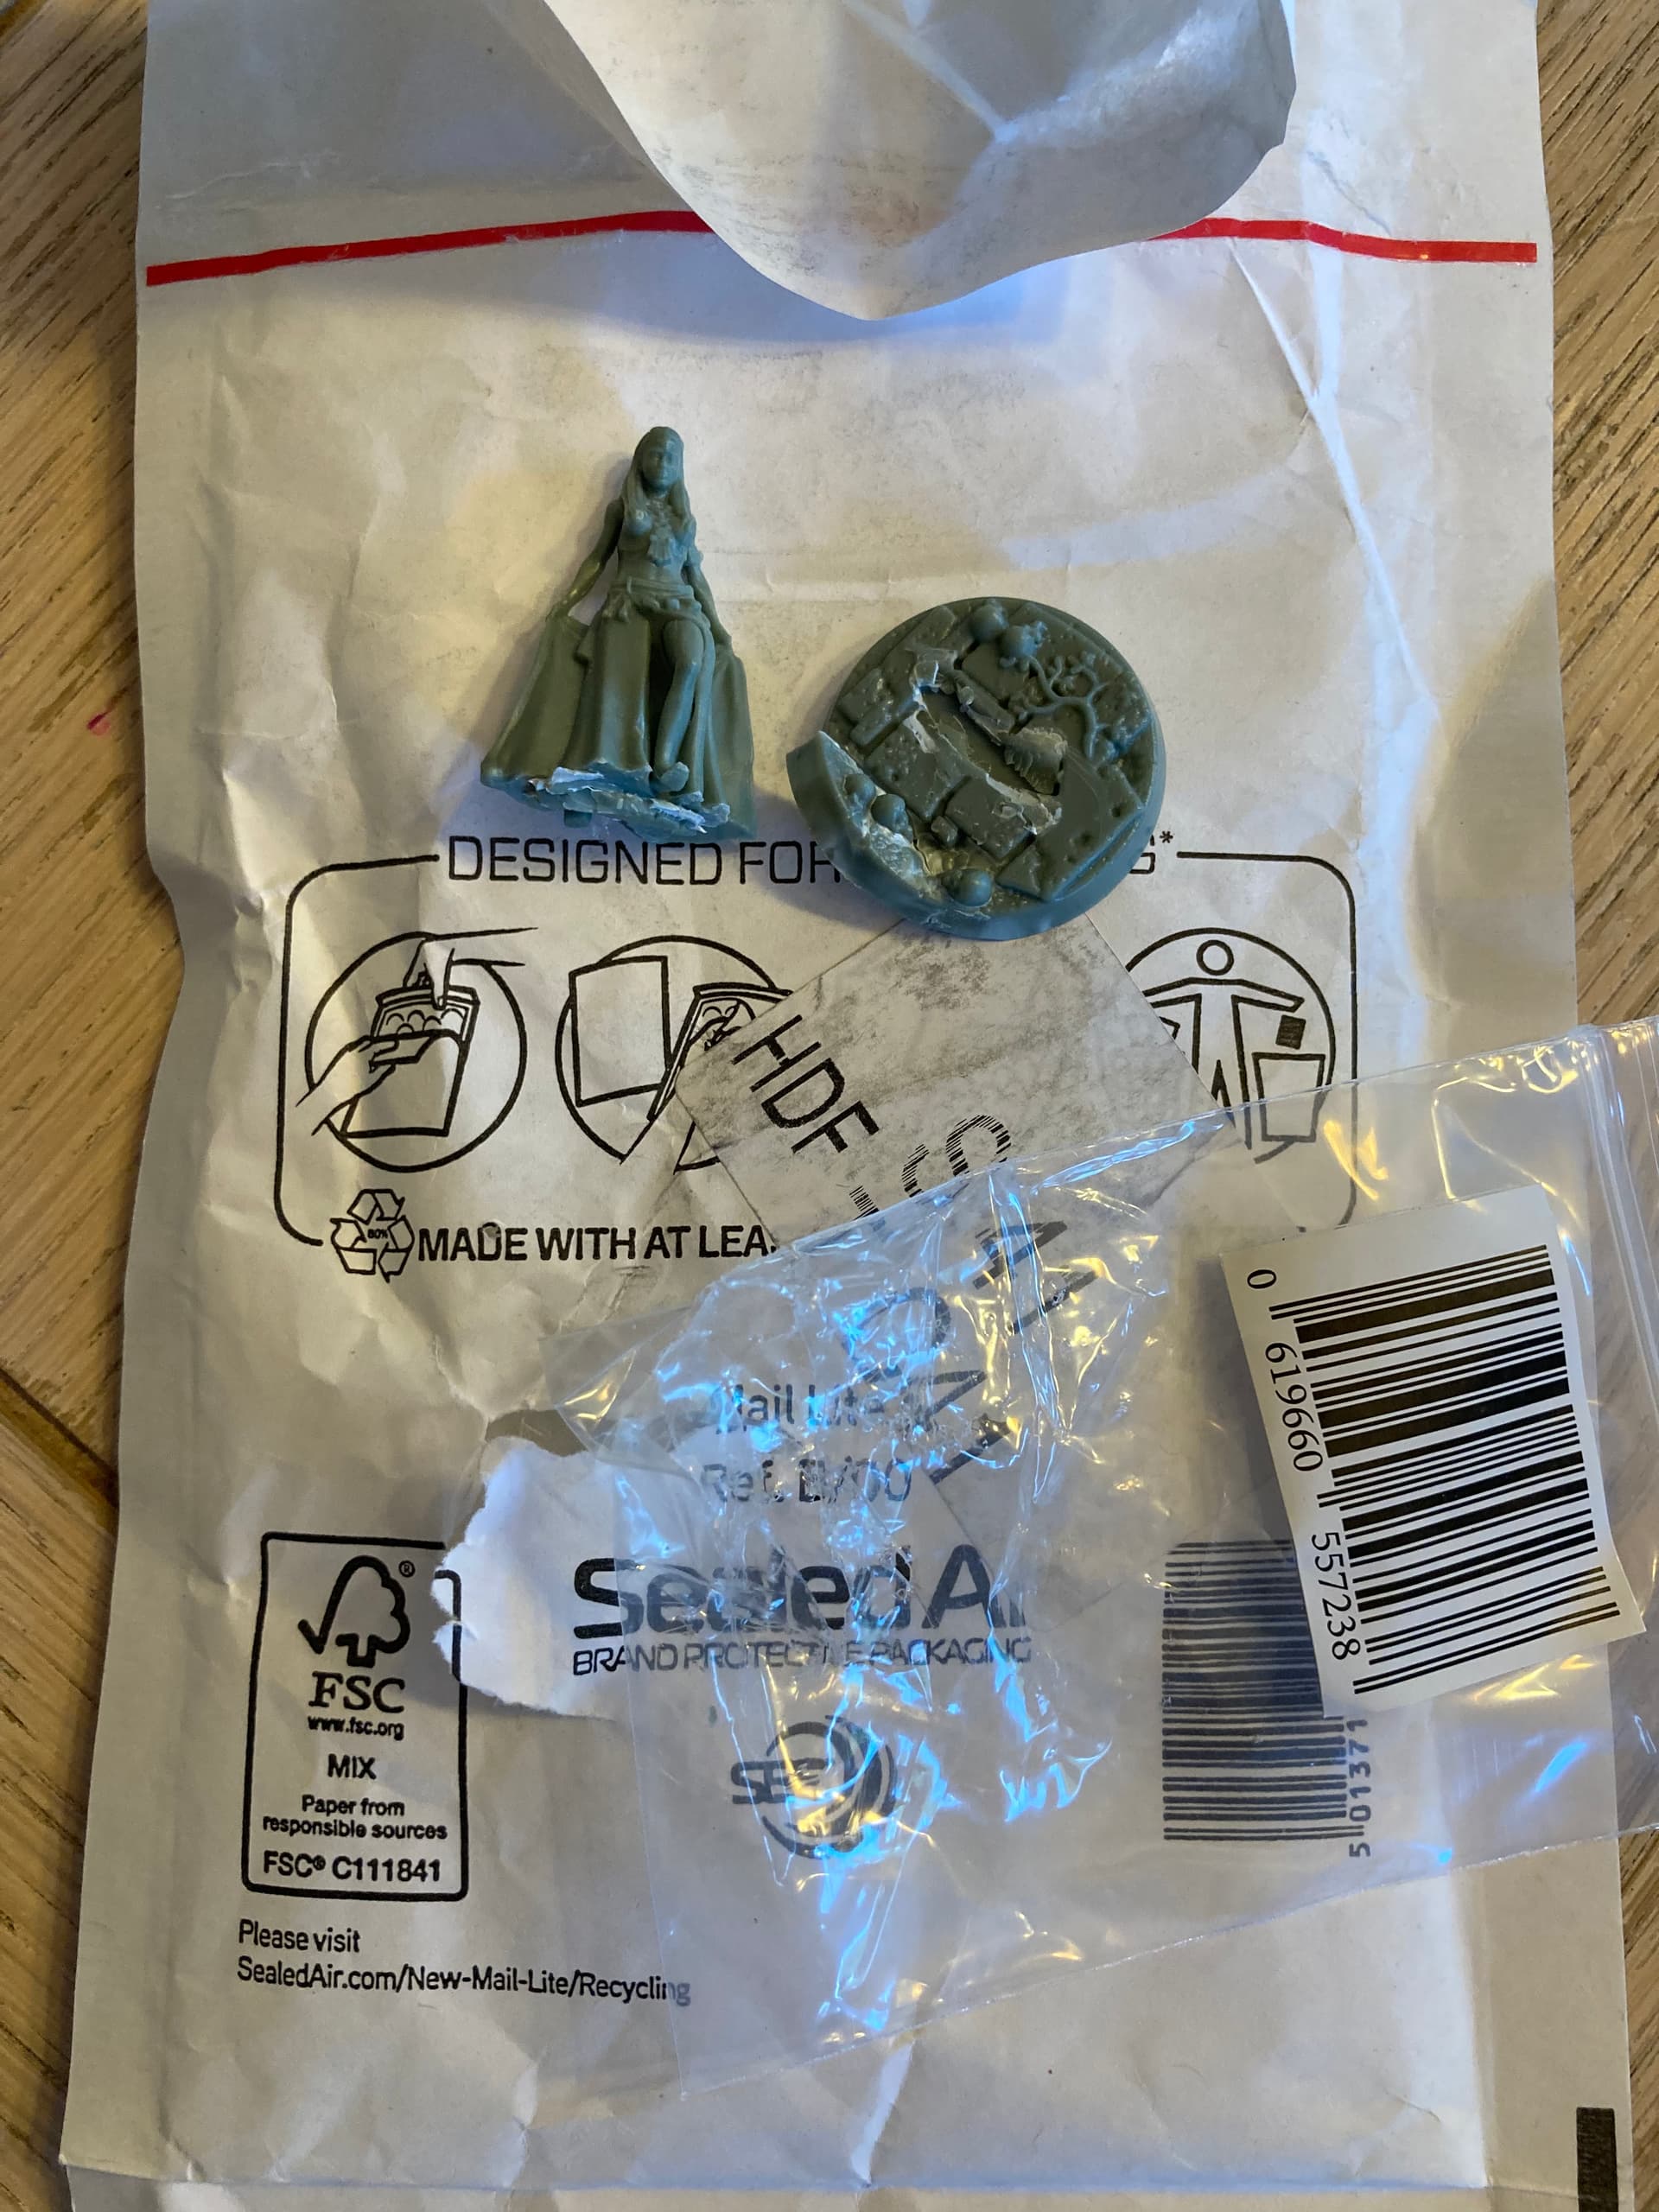 DESIGNED FOR
HDF
MADE WITH AT LEA
80%
Mail Lite
Ref.
Sealed Air
BRAND PROTECTIVE PACKAGING
0 619660 557238
FSC®
www.fsc.org
MIX
Paper from
responsible sources
FSC® C111841
5 01371
Please visit
SealedAir.com/New-Mail-Lite/Recycling